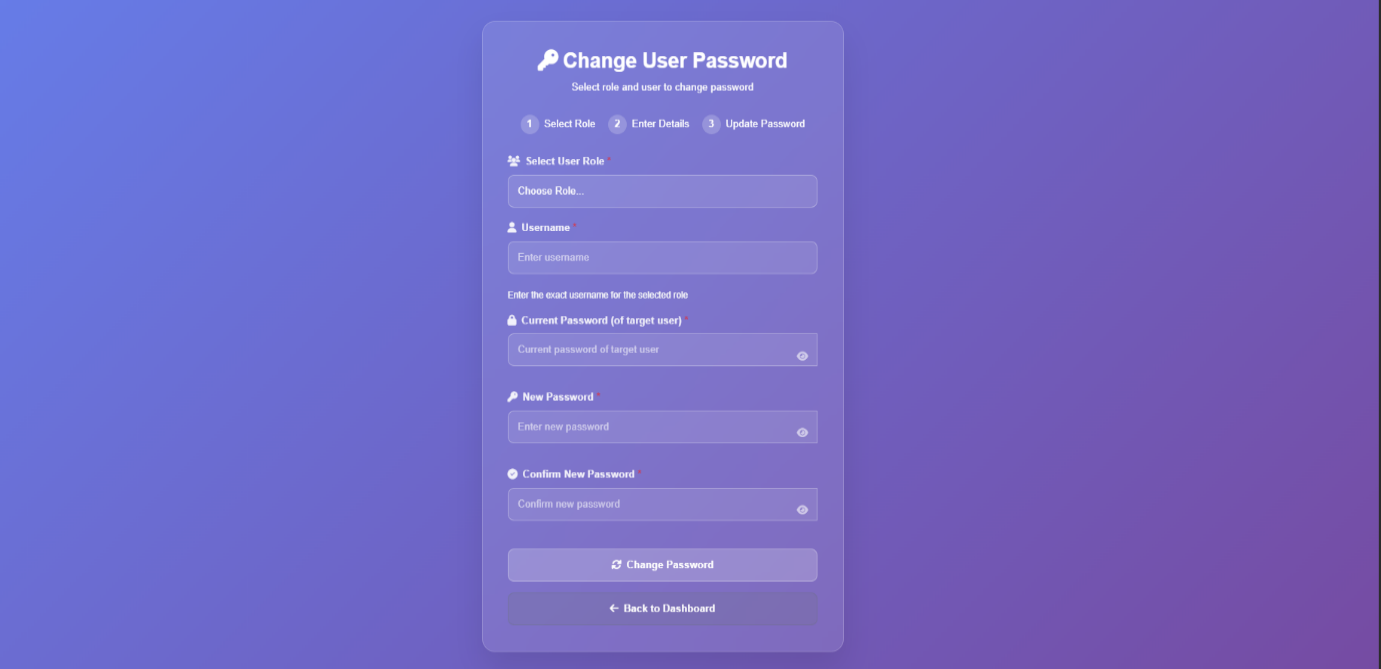 Change User Password
Select role and user to change password
1 Select Role 2 Enter Details 3 Update Password
Select User Role *
Choose Role...
Username *
Enter username
Enter the exact username for the selected role
Current Password (of target user) *
Current password of target user
New Password *
Enter new password
Confirm New Password *
Confirm new password
Change Password
Back to Dashboard